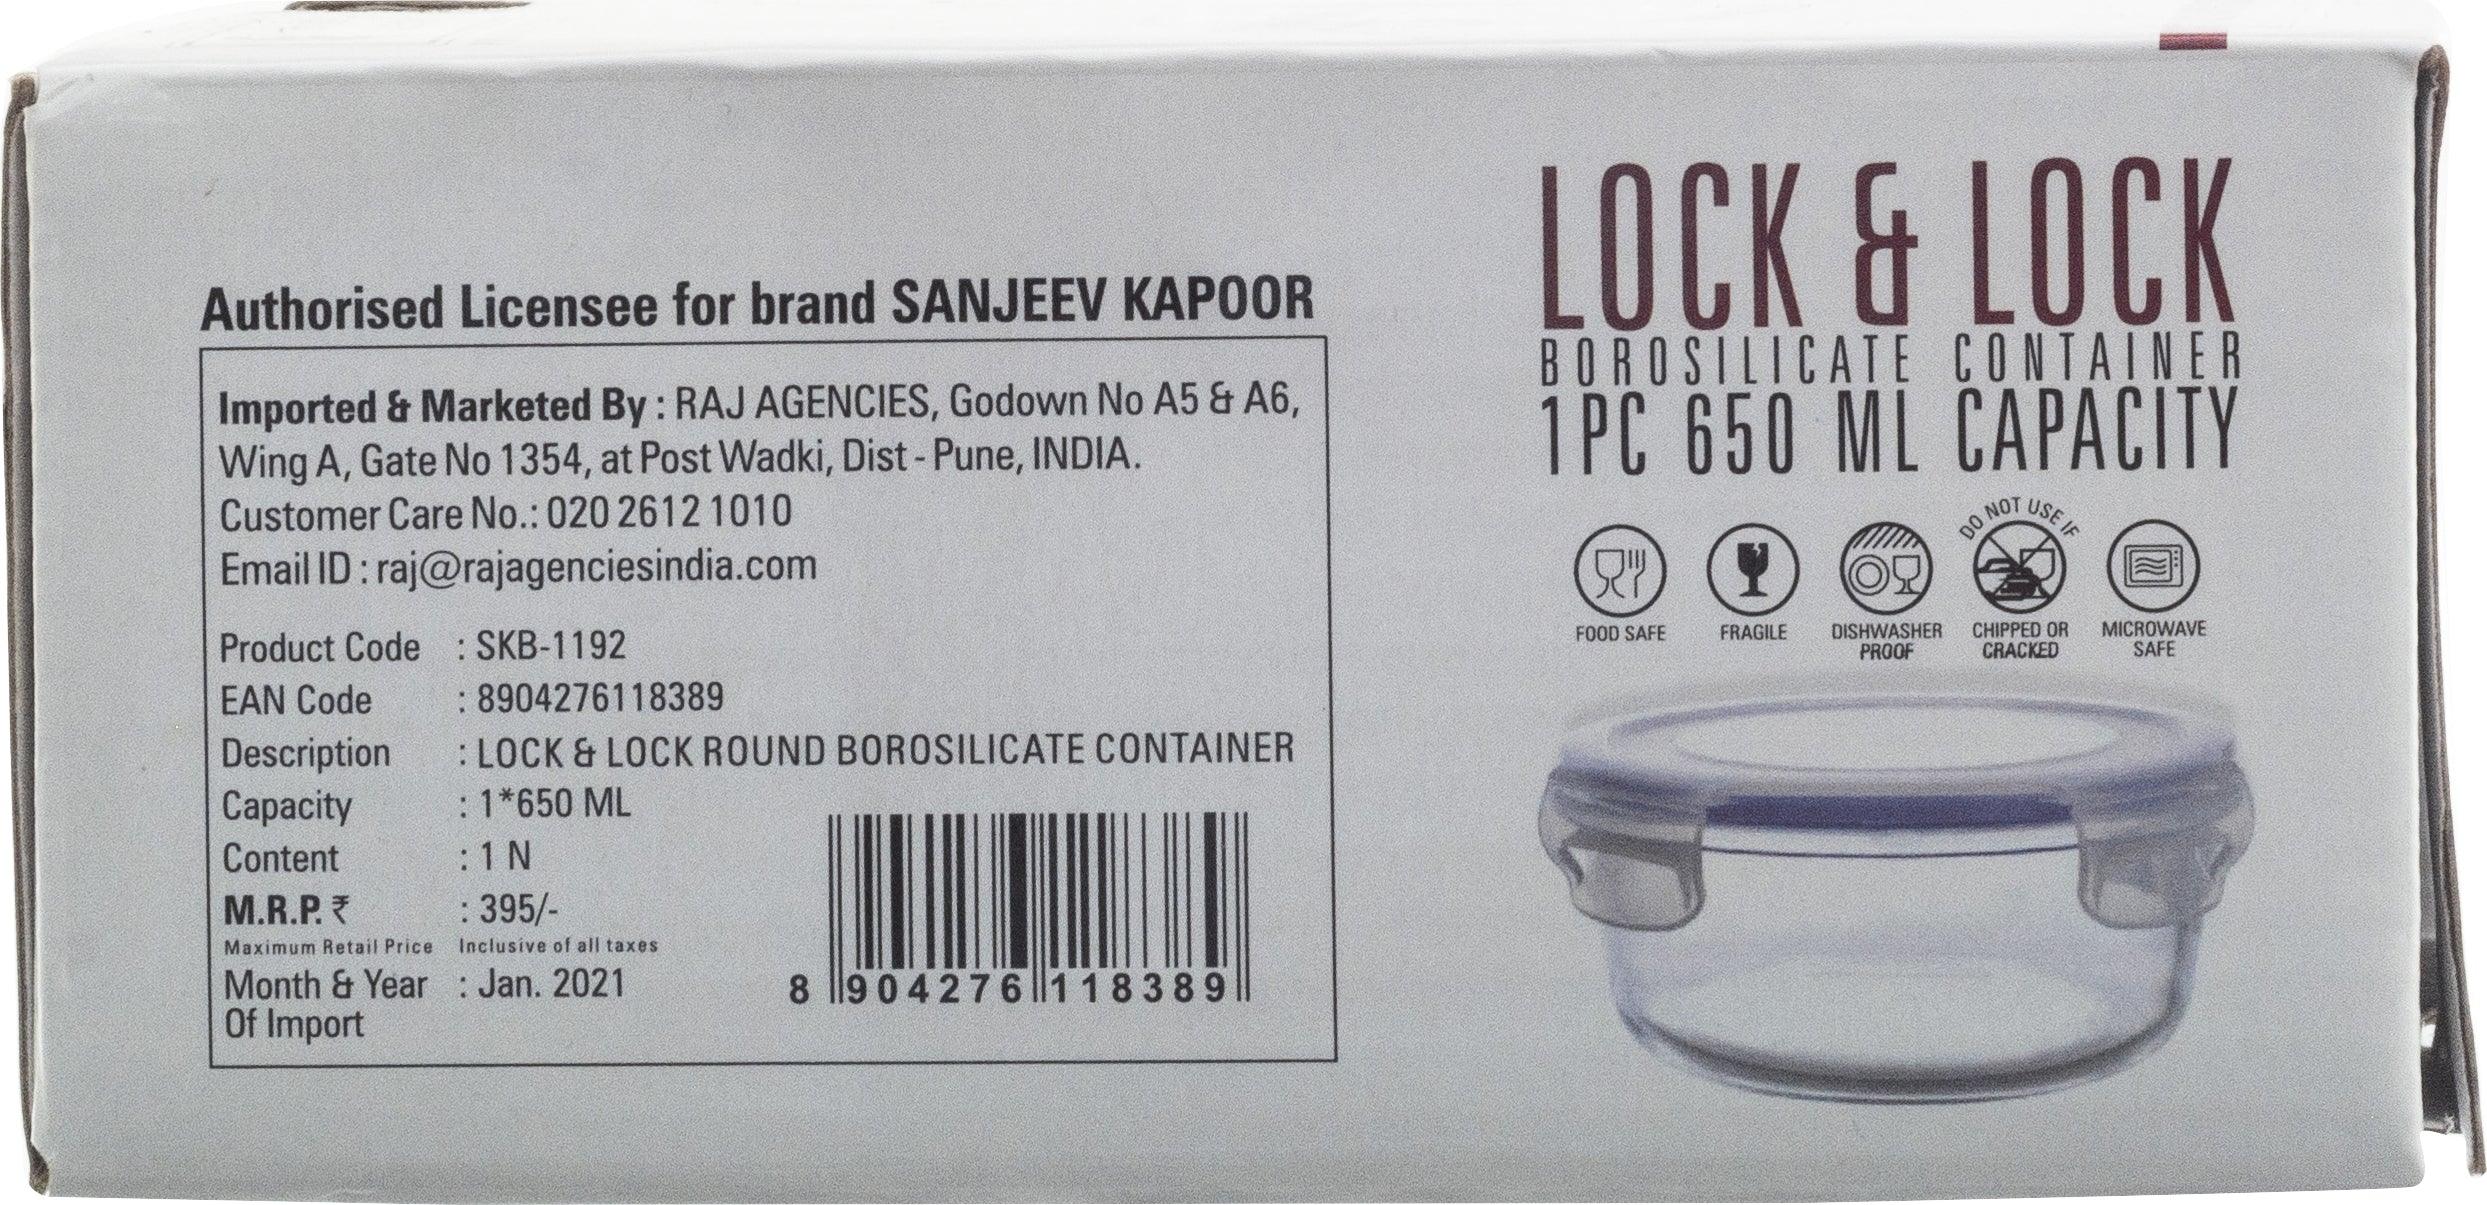 Authorised Licensee for brand SANJEEV KAPOOR
Imported & Marketed By : RAJ AGENCIES, Godown No A5 & A6,
Wing A, Gate No 1354, at Post Wadki, Dist - Pune, INDIA.
Customer Care No.: 020 2612 1010
Email ID : raj@rajagenciesindia.com
Product Code : SKB-1192
EAN Code : 8904276118389
Description : LOCK & LOCK ROUND BOROSILICATE CONTAINER
Capacity : 1*650 ML
Content : 1 N
M.R.P. ₹ : 395/-
Maximum Retail Price Inclusive of all taxes
Month & Year : Jan. 2021
Of Import
8 904276 118389
LOCK & LOCK
BOROSILICATE CONTAINER
1PC 650 ML CAPACITY
DO NOT USE IF
FOOD SAFE FRAGILE DISHWASHER CHIPPED OR MICROWAVE
PROOF CRACKED SAFE